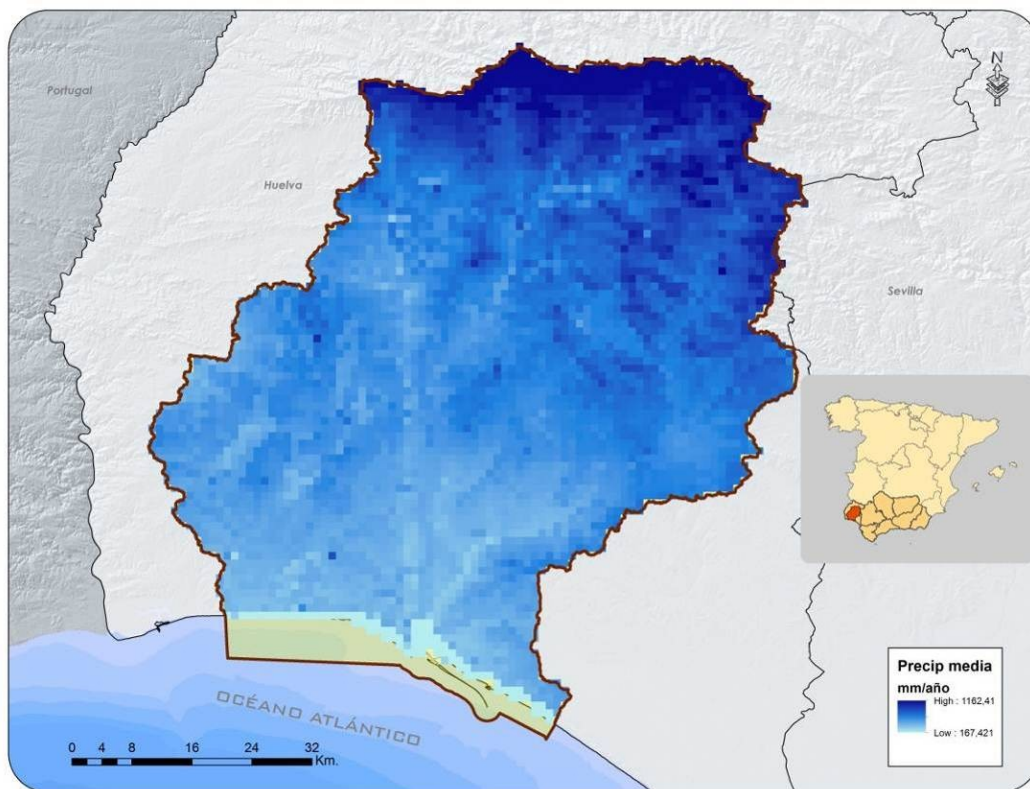 Portugal
N
Huelva
Sevilla
OCÉANO ATLÁNTICO
0 4 8 16 24 32
Km.
Precip media
mm/año
High : 1162,41
Low : 167,421